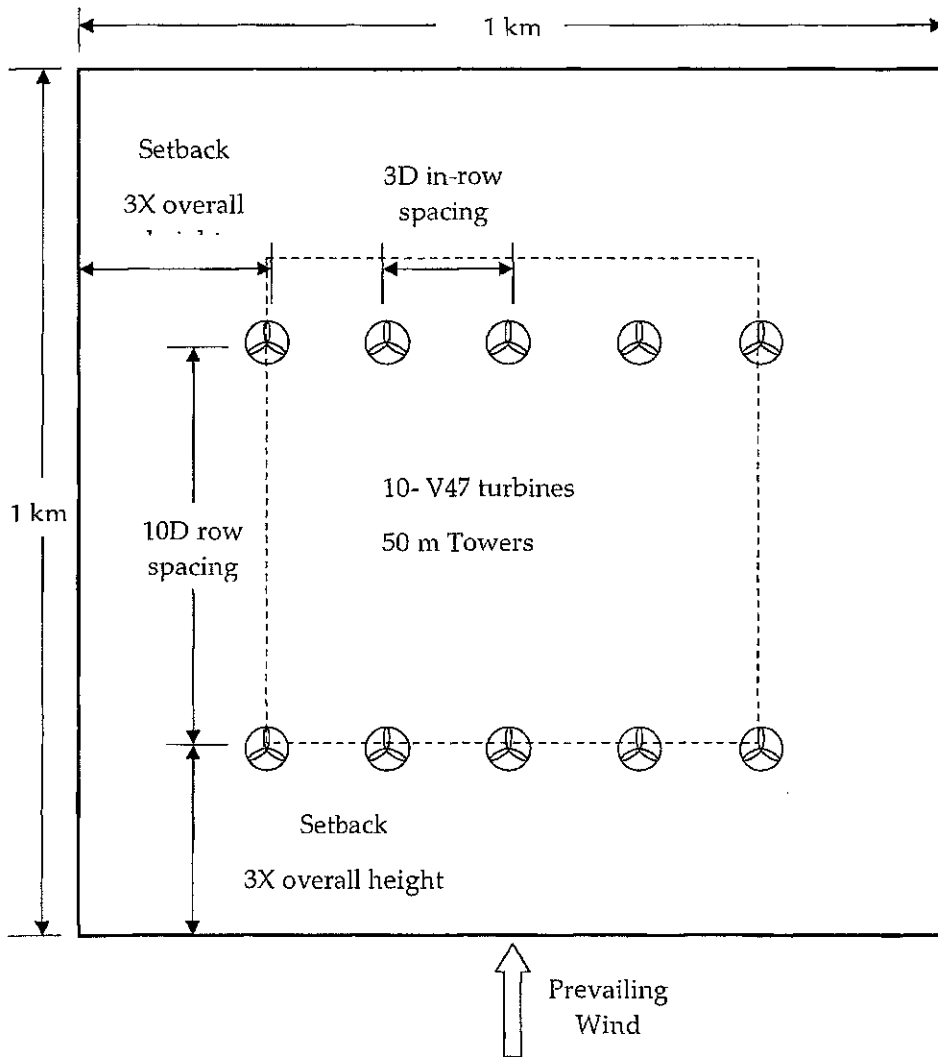 1 km
Setback
3X overall
3D in-row
spacing
10- V47 turbines
50 m Towers
1 km
10D row
spacing
Setback
3X overall height
Prevailing
Wind